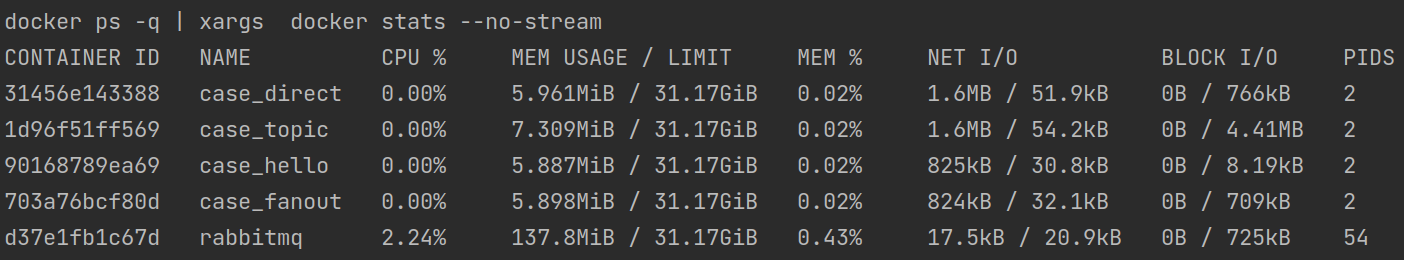 docker ps -q | xargs  docker stats --no-stream
CONTAINER ID   NAME          CPU %     MEM USAGE / LIMIT     MEM %     NET I/O           BLOCK I/O     PIDS
31456e143388   case_direct   0.00%     5.961MiB / 31.17GiB   0.02%     1.6MB / 51.9kB    0B / 766kB    2
1d96f51ff569   case_topic    0.00%     7.309MiB / 31.17GiB   0.02%     1.6MB / 54.2kB    0B / 4.41MB   2
90168789ea69   case_hello    0.00%     5.887MiB / 31.17GiB   0.02%     825kB / 30.8kB    0B / 8.19kB   2
703a76bcf80d   case_fanout   0.00%     5.898MiB / 31.17GiB   0.02%     824kB / 32.1kB    0B / 709kB    2
d37e1fb1c67d   rabbitmq      2.24%     137.8MiB / 31.17GiB   0.43%     17.5kB / 20.9kB   0B / 725kB    54